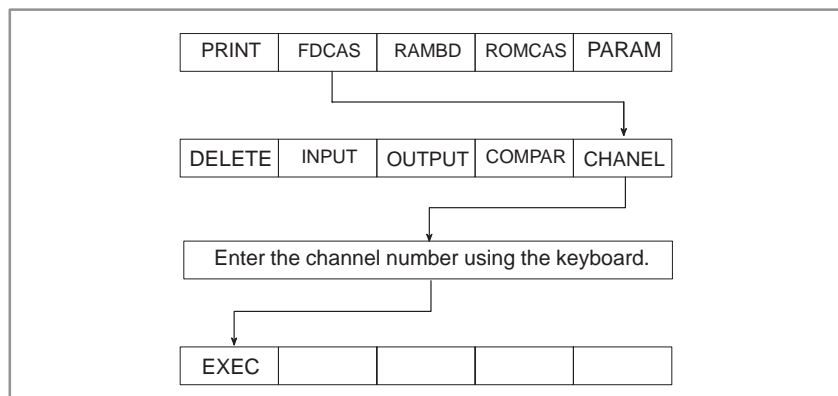 PRINT FDCAS RAMBD ROMCAS PARAM
DELETE INPUT OUTPUT COMPAR CHANEL
Enter the channel number using the keyboard.
EXEC